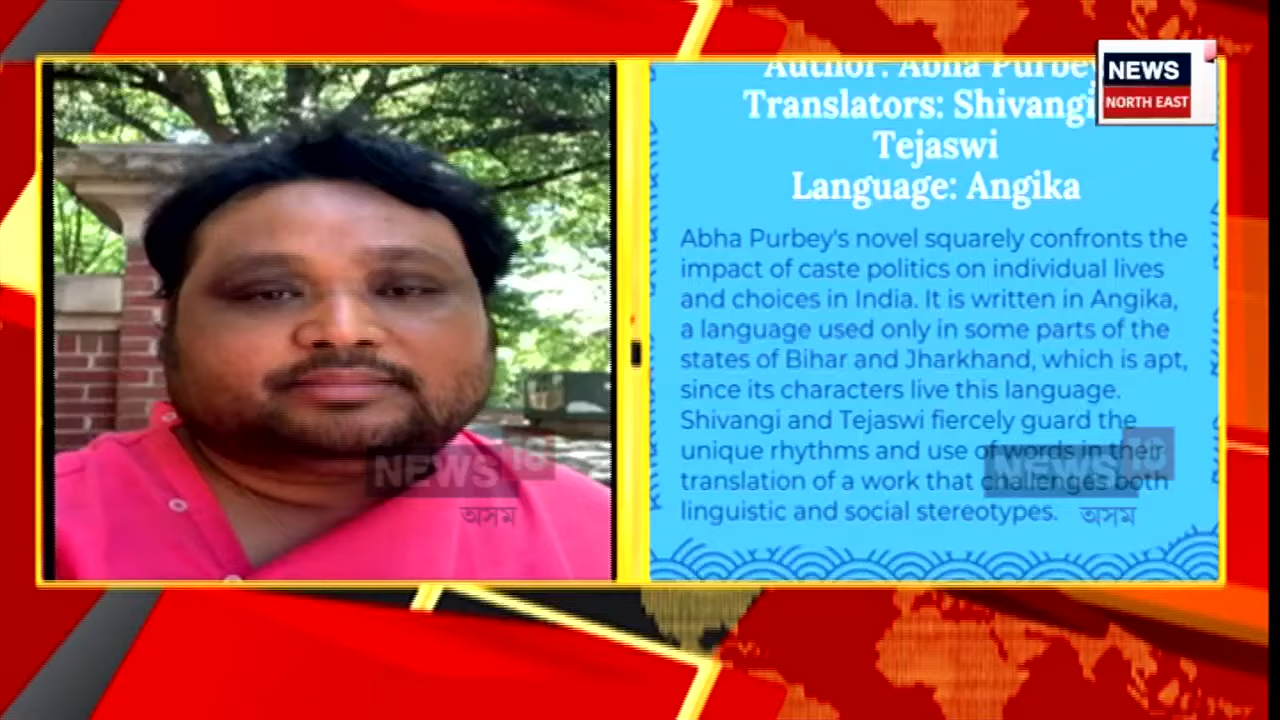 NEWS
NORTH EAST
Author: Abha Purbey
Translators: Shivangi
Tejaswi
Language: Angika
Abha Purbey's novel squarely confronts the
impact of caste politics on individual lives
and choices in India. It is written in Angika,
a language used only in some parts of the
states of Bihar and Jharkhand, which is apt,
since its characters live this language.
Shivangi and Tejaswi fiercely guard the
unique rhythms and use of words in their
translation of a work that challenges both
linguistic and social stereotypes.
NEWS18
অসম
NEWS18
অসম